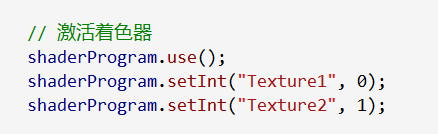 // 激活着色器
shaderProgram.use();
shaderProgram.setInt("Texture1", 0);
shaderProgram.setInt("Texture2", 1);